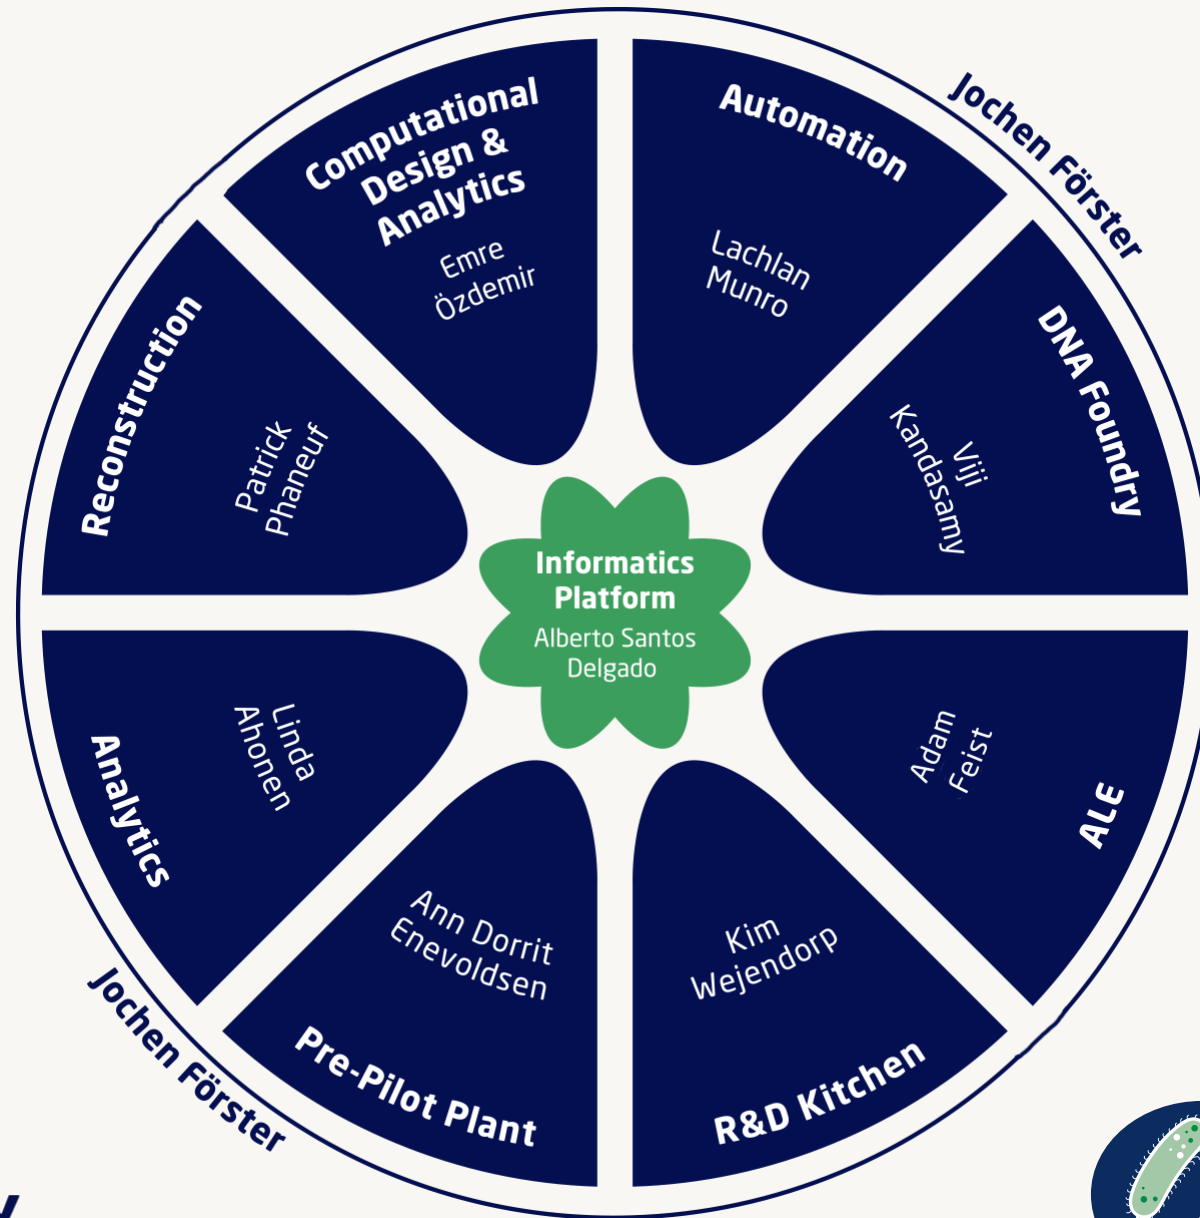 Computational
Design &
Analytics
Emre
Özdemir
Automation
Lachlan
Munro
Jochen Förster
DNA Foundry
Viji
Kandasamy
ALE
Adam
Feist
R&D Kitchen
Kim
Wejendorp
Pre-Pilot Plant
Ann Dorrit
Enevoldsen
Jochen Förster
Analytics
Linda
Ahonen
Reconstruction
Patrick
Phaneuf
Informatics
Platform
Alberto Santos
Delgado